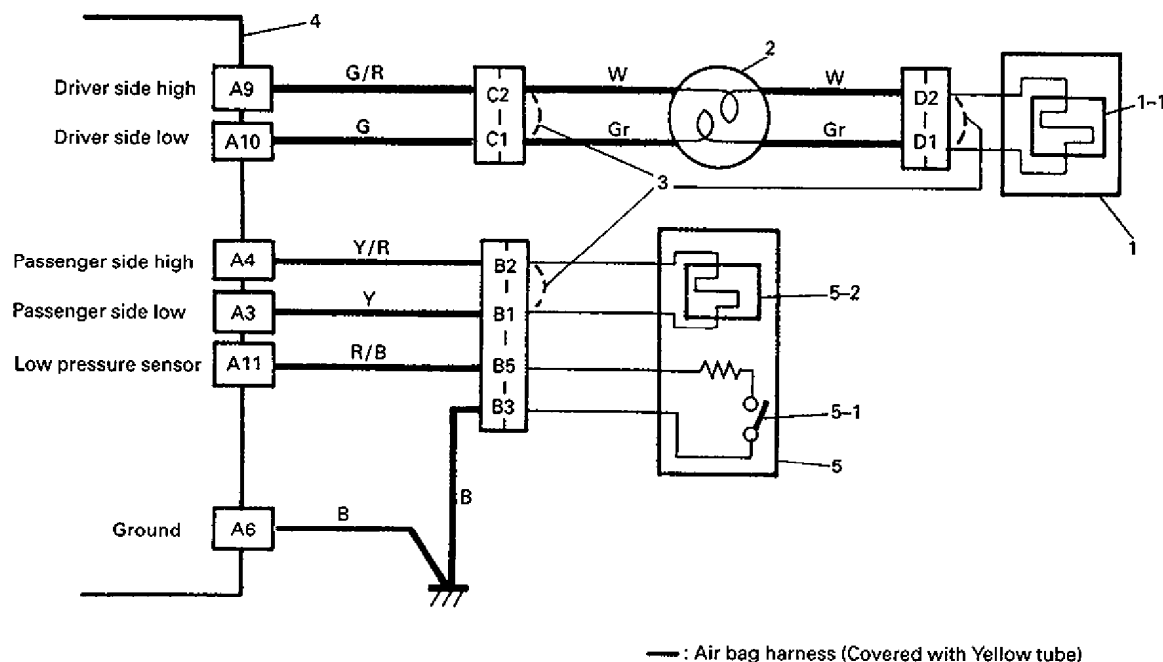 4
2
Driver side high A9 G/R C2 W W D2 1-1
Driver side low A10 G C1 Gr Gr D1
3
1
Passenger side high A4 Y/R B2
5-2
Passenger side low A3 Y B1
Low pressure sensor A11 R/B B5
B3 5-1
5
B
Ground A6 B
: Air bag harness (Covered with Yellow tube)